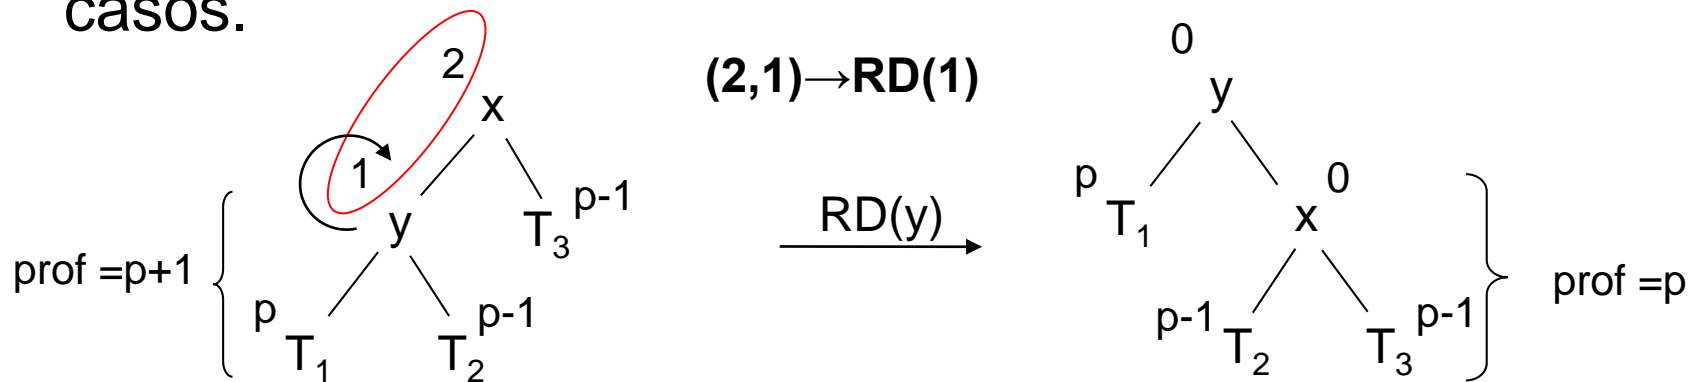 casos.
2
x
1
y
T3 p-1
prof =p+1
p T1
T2 p-1
(2,1)→RD(1)
RD(y)
0
y
p T1
x 0
p-1 T2
T3 p-1
prof =p